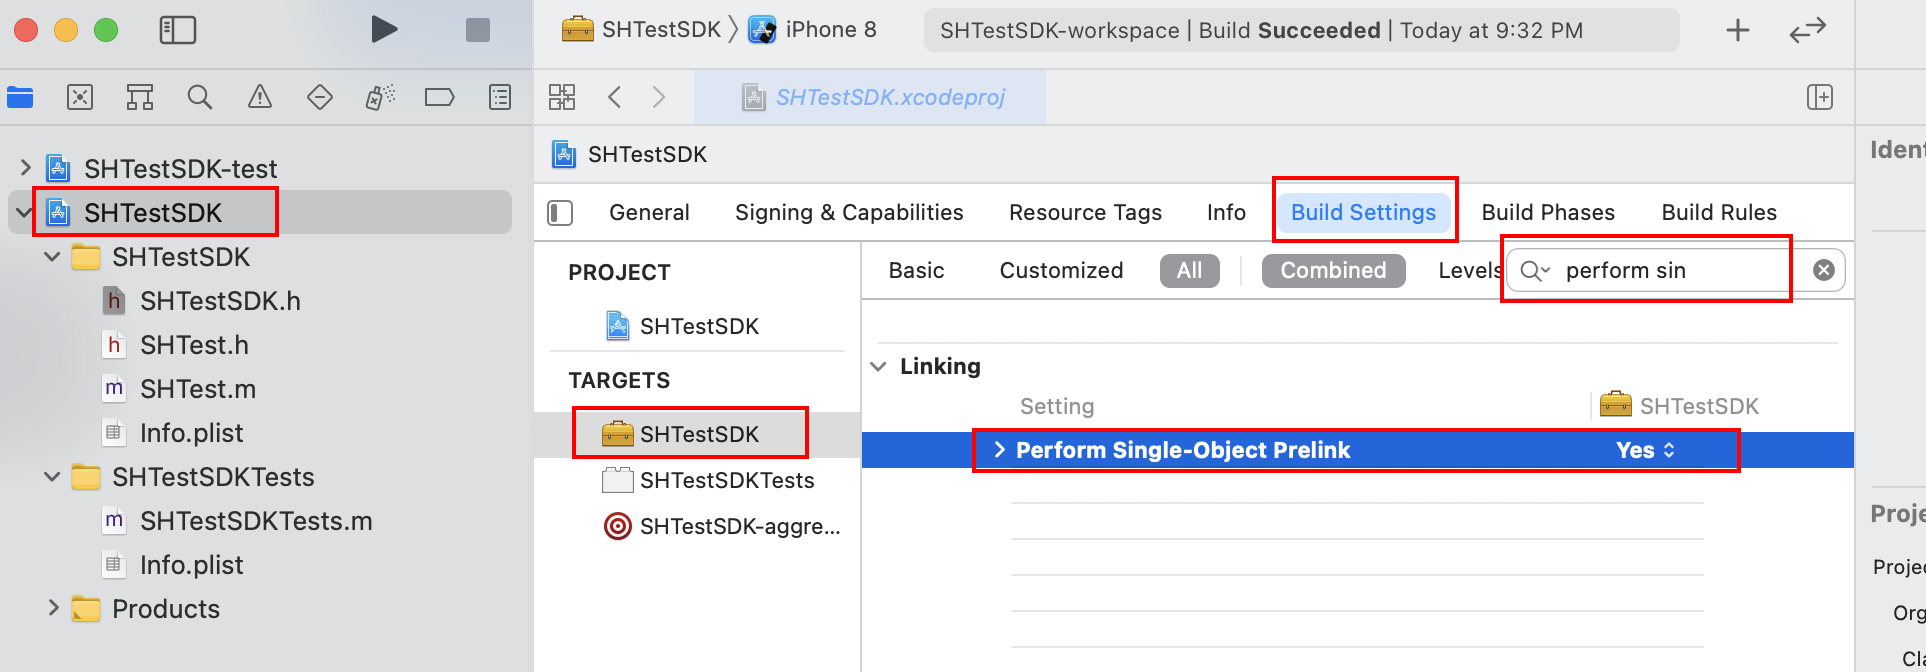 SHTestSDK 〉 iPhone 8
SHTestSDK-workspace | Build Succeeded | Today at 9:32 PM
SHTestSDK.xcodeproj
SHTestSDK-test
SHTestSDK
SHTestSDK
h SHTestSDK.h
h SHTest.h
m SHTest.m
Info.plist
SHTestSDKTests
m SHTestSDKTests.m
Info.plist
Products
SHTestSDK
General Signing & Capabilities Resource Tags Info Build Settings Build Phases Build Rules
PROJECT
SHTestSDK
TARGETS
SHTestSDK
SHTestSDKTests
SHTestSDK-aggre...
Basic Customized All Combined Levels perform sin
Linking
Setting SHTestSDK
Perform Single-Object Prelink Yes
Ident
Proje
Projec
Org
Cla